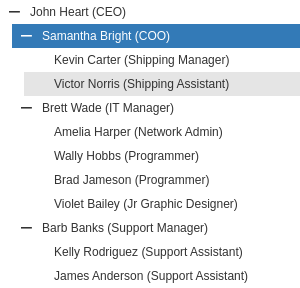 John Heart (CEO)
Samantha Bright (COO)
Kevin Carter (Shipping Manager)
Victor Norris (Shipping Assistant)
Brett Wade (IT Manager)
Amelia Harper (Network Admin)
Wally Hobbs (Programmer)
Brad Jameson (Programmer)
Violet Bailey (Jr Graphic Designer)
Barb Banks (Support Manager)
Kelly Rodriguez (Support Assistant)
James Anderson (Support Assistant)